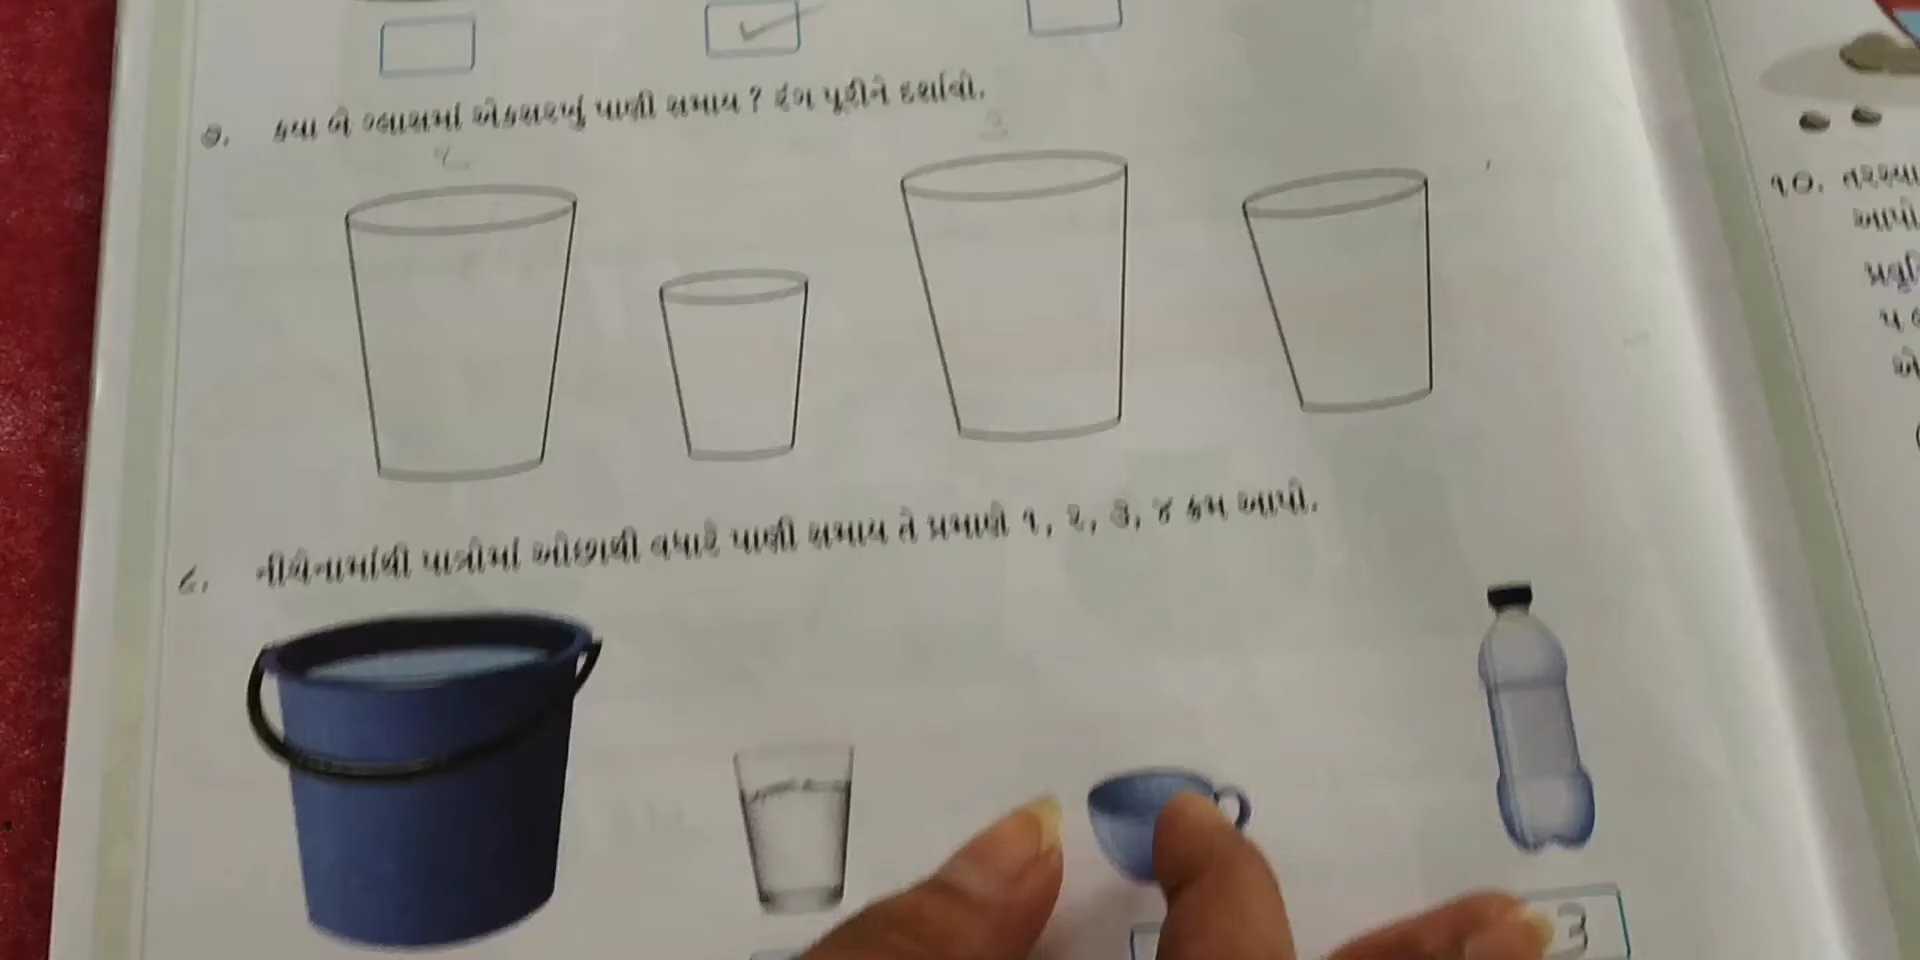 ૭. કયા બે ગ્લાસમાં એકસરખું પાણી સમાય ? રંગ પૂરીને દર્શાવો.
૮. નીચેનામાંથી પાત્રોમાં ઓછાથી વધારે પાણી સમાય તે પ્રમાણે ૧, ૨, ૩, ૪ ક્રમ આપો.
3
૧૦.
આપો